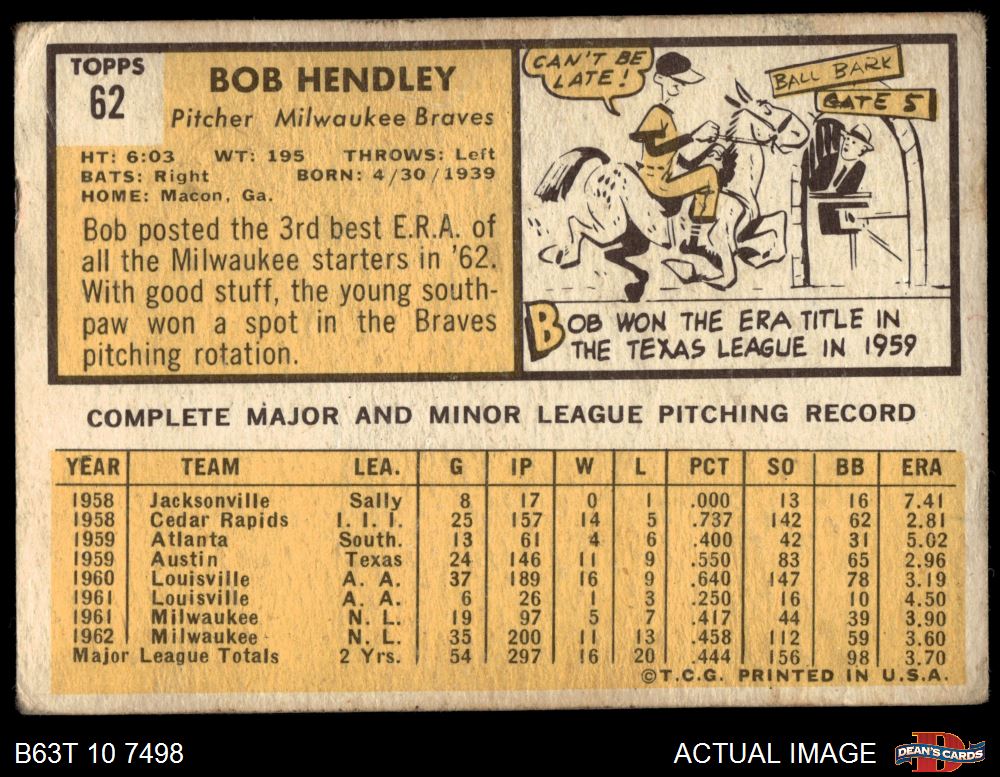 TOPPS
62
BOB HENDLEY
Pitcher Milwaukee Braves
HT: 6:03 WT: 195 THROWS: Left
BATS: Right BORN: 4/30/1939
HOME: Macon, Ga.
Bob posted the 3rd best E.R.A. of
all the Milwaukee starters in '62.
With good stuff, the young south-
paw won a spot in the Braves
pitching rotation.
CAN'T BE
LATE!
BALL BARK
GATE 5
BOB WON THE ERA TITLE IN
THE TEXAS LEAGUE IN 1959
COMPLETE MAJOR AND MINOR LEAGUE PITCHING RECORD
YEAR TEAM LEA. G IP W L PCT SO BB ERA
1958 Jacksonville Sally 8 17 0 1 .000 13 16 7.41
1958 Cedar Rapids I. I. I. 25 157 14 5 .737 142 62 2.81
1959 Atlanta South. 13 61 4 6 .400 42 31 5.02
1959 Austin Texas 24 146 11 9 .550 83 65 2.96
1960 Louisville A. A. 37 189 16 9 .640 147 78 3.19
1961 Louisville A. A. 6 26 1 3 .250 16 10 4.50
1961 Milwaukee N. L. 19 97 5 7 .417 44 39 3.90
1962 Milwaukee N. L. 35 200 11 13 .458 112 59 3.60
Major League Totals 2 Yrs. 54 297 16 20 .444 156 98 3.70
©T.C.G. PRINTED IN U.S.A.
B63T 10 7498
ACTUAL IMAGE
D
DEAN'S CARDS